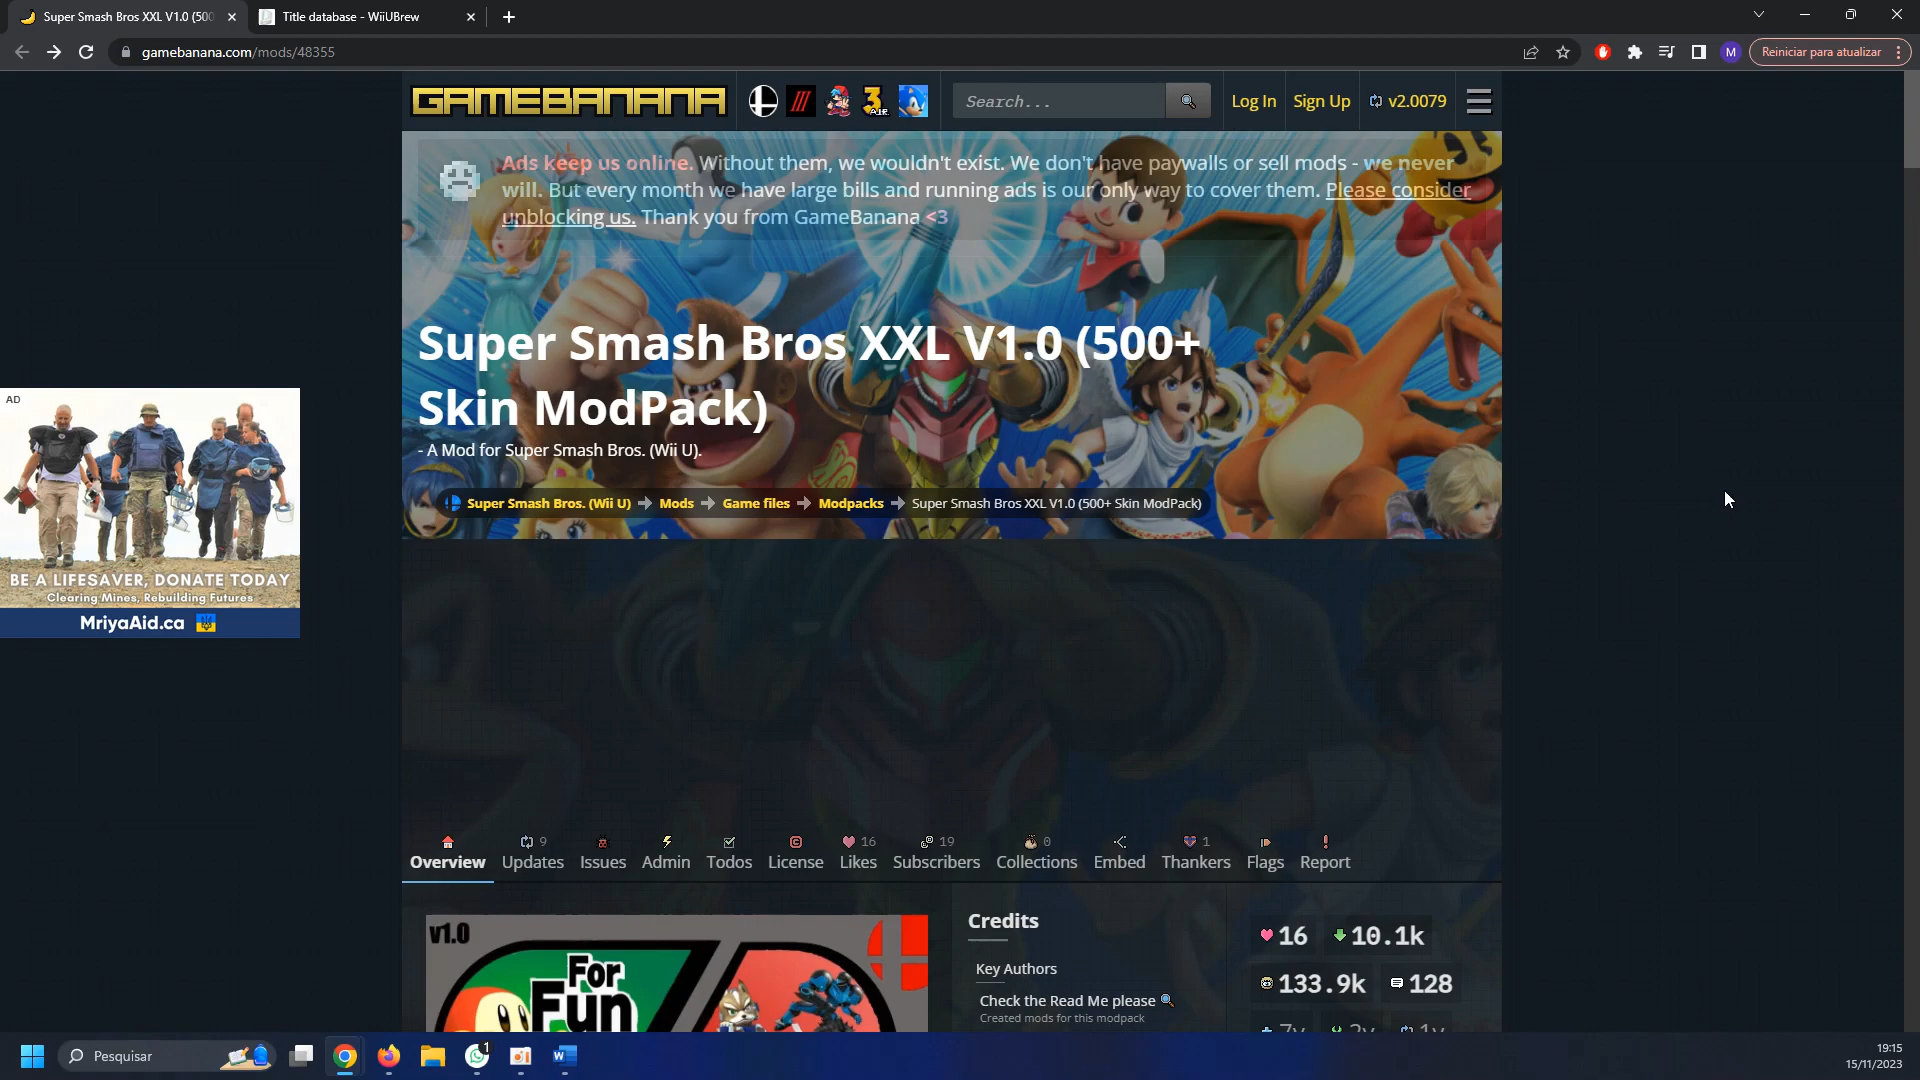 Super Smash Bros XXL V1.0 (500
Title database - WiiUBrew
gamebanana.com/mods/48355
M
Reiniciar para atualizar
GAMEBANANA
3
A.I.R.
Search...
Log In
Sign Up
v2.0079
Ads keep us online. Without them, we wouldn't exist. We don't have paywalls or sell mods - we never
will. But every month we have large bills and running ads is our only way to cover them. Please consider
unblocking us. Thank you from GameBanana <3
Super Smash Bros XXL V1.0 (500+
Skin ModPack)
- A Mod for Super Smash Bros. (Wii U).
Super Smash Bros. (Wii U) Mods Game files Modpacks Super Smash Bros XXL V1.0 (500+ Skin ModPack)
AD
BE A LIFESAVER, DONATE TODAY
Clearing Mines, Rebuilding Futures
MriyaAid.ca
9 16 19 0 1
Overview Updates Issues Admin Todos License Likes Subscribers Collections Embed Thankers Flags Report
v1.0
For
Fun
Credits
Key Authors
Check the Read Me please
Created mods for this modpack
16 10.1k
133.9k 128
7y 2y 1y
Pesquisar
1
19:15
15/11/2023